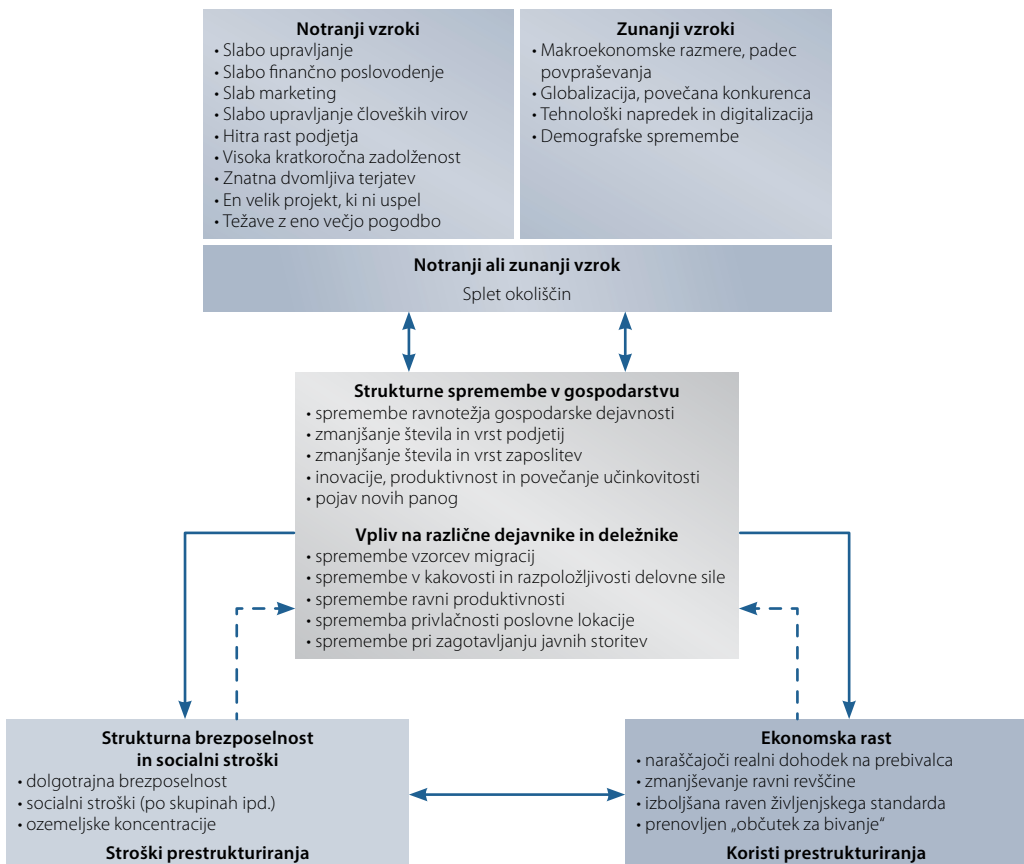 Notranji vzroki
• Slabo upravljanje
• Slabo finančno poslovodenje
• Slab marketing
• Slabo upravljanje človeških virov
• Hitra rast podjetja
• Visoka kratkoročna zadolženost
• Znatna dvomljiva terjatev
• En velik projekt, ki ni uspel
• Težave z eno večjo pogodbo
Zunanji vzroki
• Makroekonomske razmere, padec
povpraševanja
• Globalizacija, povečana konkurenca
• Tehnološki napredek in digitalizacija
• Demografske spremembe
Notranji ali zunanji vzrok
Splet okoliščin
Strukturne spremembe v gospodarstvu
• spremembe ravnotežja gospodarske dejavnosti
• zmanjšanje števila in vrst podjetij
• zmanjšanje števila in vrst zaposlitev
• inovacije, produktivnost in povečanje učinkovitosti
• pojav novih panog
Vpliv na različne dejavnike in deležnike
• spremembe vzorcev migracij
• spremembe v kakovosti in razpoložljivosti delovne sile
• spremembe ravni produktivnosti
• sprememba privlačnosti poslovne lokacije
• spremembe pri zagotavljanju javnih storitev
Strukturna brezposelnost
in socialni stroški
• dolgotrajna brezposelnost
• socialni stroški (po skupinah ipd.)
• ozemeljske koncentracije
Stroški prestrukturiranja
Ekonomska rast
• naraščajoči realni dohodek na prebivalca
• zmanjševanje ravni revščine
• izboljšana raven življenjskega standarda
• prenovljen „občutek za bivanje“
Koristi prestrukturiranja